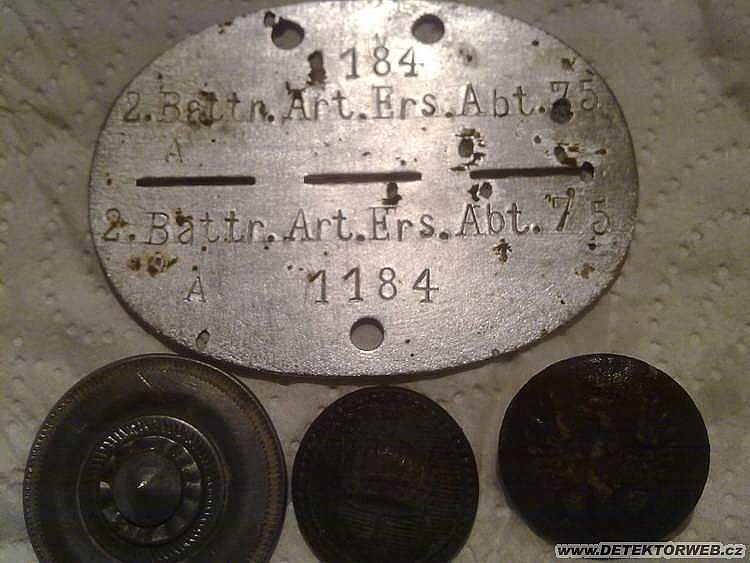 1184
2.Battr.Art.Ers.Abt.75
A
2.Battr.Art.Ers.Abt.75
A 1184
www.DETEKTORWEB.cz